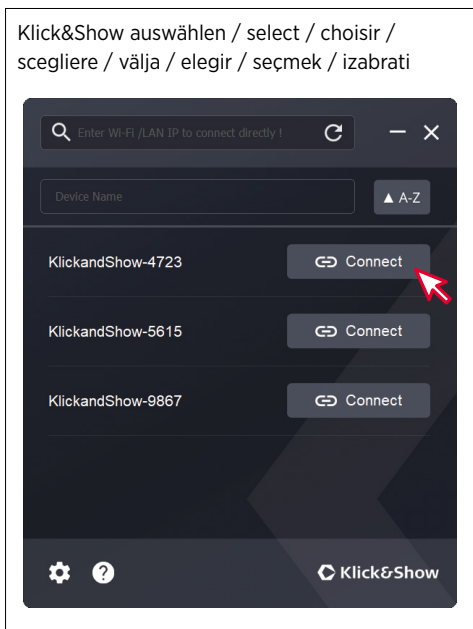 Klick&Show auswählen / select / choisir /
scegliere / välja / elegir / seçmek / izabrati
Enter Wi-Fi /LAN IP to connect directly !
Device Name
▲ A-Z
KlickandShow-4723
Connect
KlickandShow-5615
Connect
KlickandShow-9867
Connect
Klick&Show